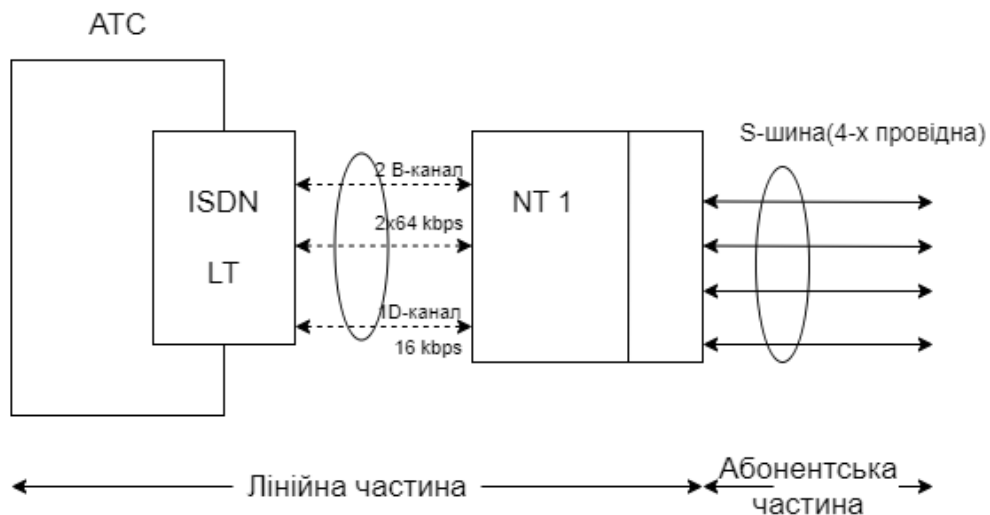 АТС
S-шина(4-х провідна)
2 В-канал
ISDN
NT 1
2x64 kbps
LT
1D-канал
16 kbps
Лінійна частина
Абонентська
частина